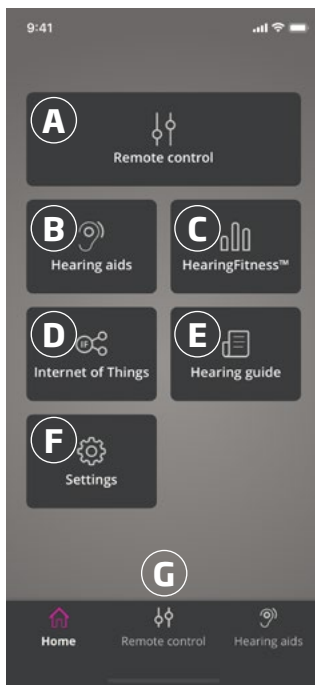 9:41
A
Remote control
B
C
Hearing aids
HearingFitness™
D
E
IF
Internet of Things
Hearing guide
F
Settings
G
Home
Remote control
Hearing aids